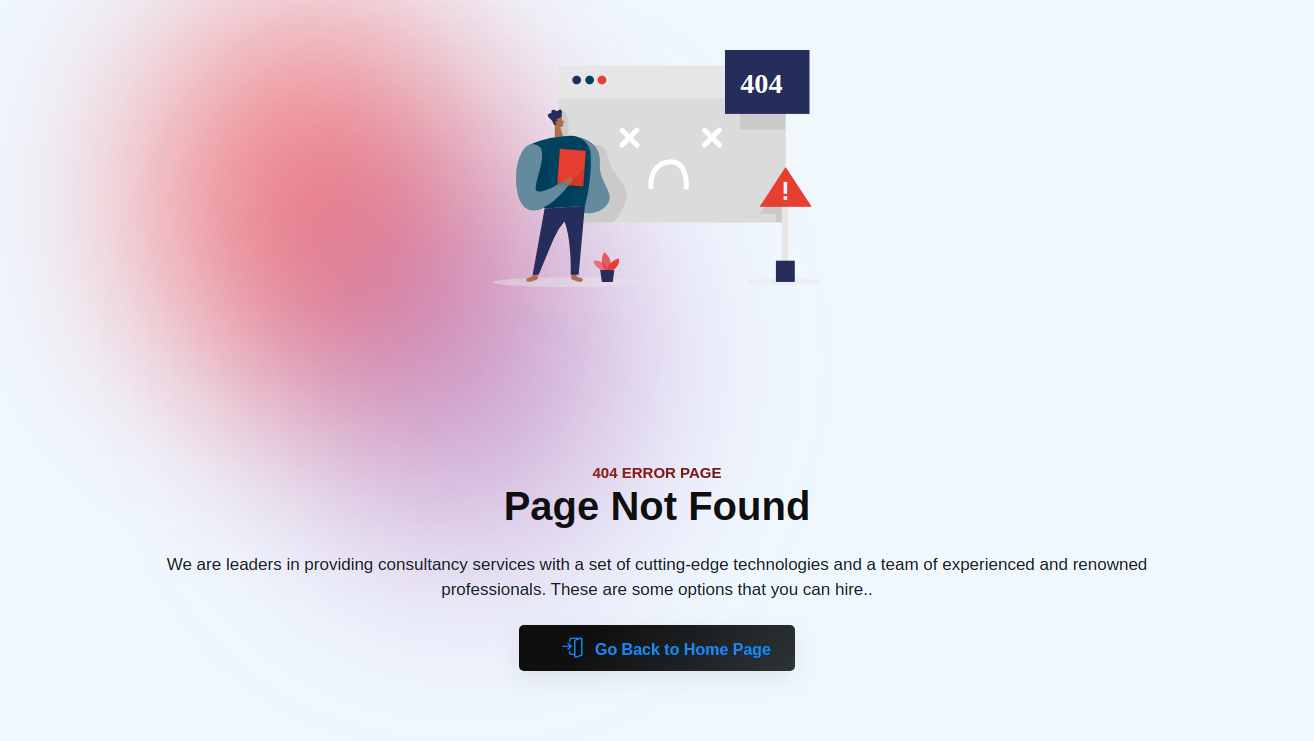 404
!
404 ERROR PAGE
Page Not Found
We are leaders in providing consultancy services with a set of cutting-edge technologies and a team of experienced and renowned
professionals. These are some options that you can hire..
Go Back to Home Page